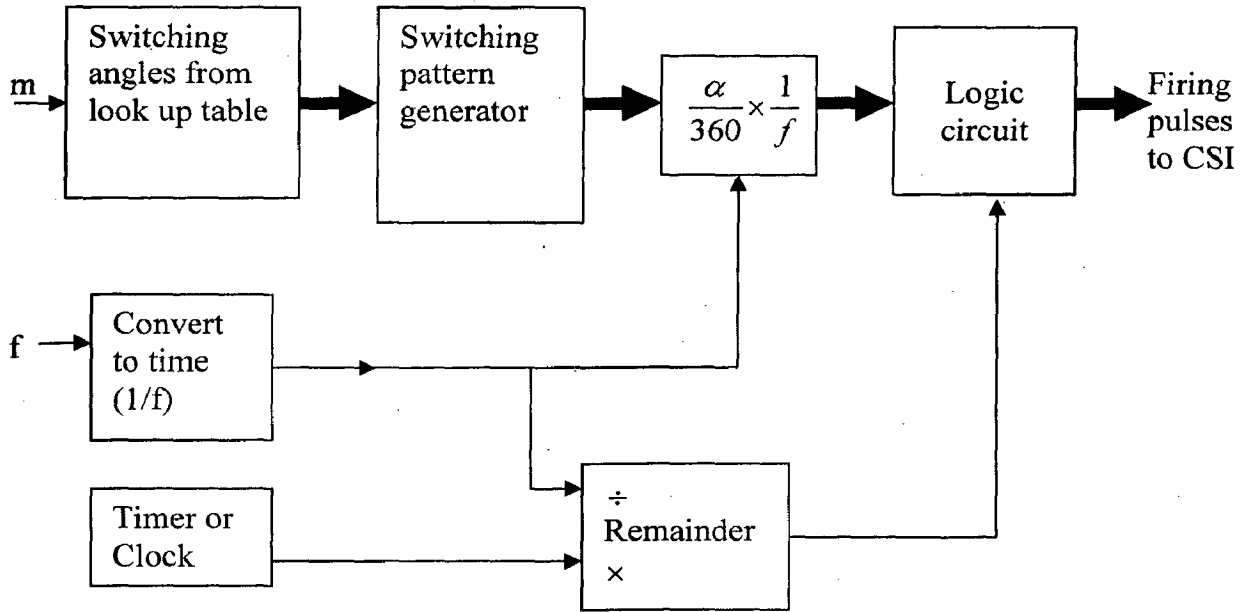 m
Switching
angles from
look up table
Switching
pattern
generator
α/360 × 1/f
Logic
circuit
Firing
pulses
to CSI
f
Convert
to time
(1/f)
Timer or
Clock
÷
Remainder
×